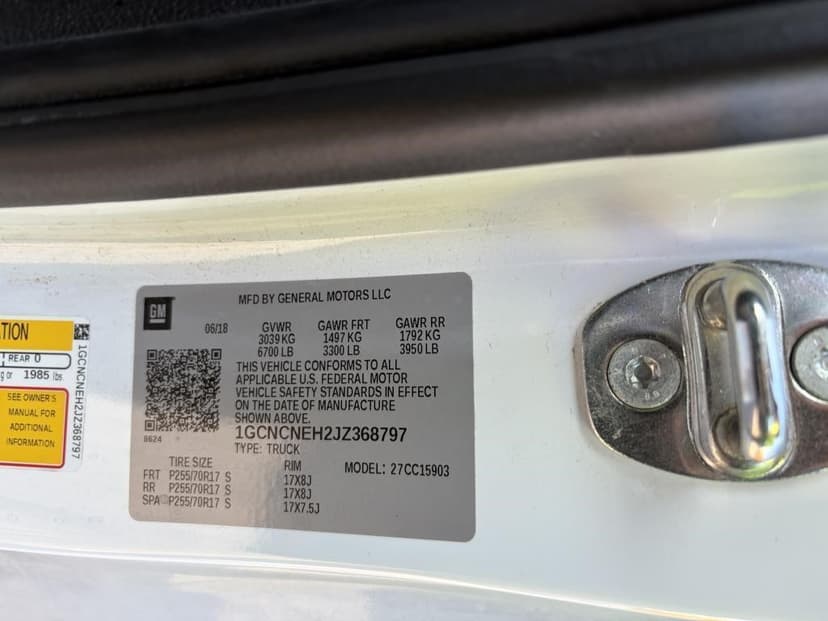 ATION
REAR 0
g or 1985 lbs.
SEE OWNER'S
MANUAL FOR
ADDITIONAL
INFORMATION
1GCNCNEH2JZ368797
GM
MFD BY GENERAL MOTORS LLC
06/18 GVWR GAWR FRT GAWR RR
3039 KG 1497 KG 1792 KG
6700 LB 3300 LB 3950 LB
THIS VEHICLE CONFORMS TO ALL
APPLICABLE U.S. FEDERAL MOTOR
VEHICLE SAFETY STANDARDS IN EFFECT
ON THE DATE OF MANUFACTURE
SHOWN ABOVE.
8624
1GCNCNEH2JZ368797
TYPE: TRUCK
TIRE SIZE RIM MODEL: 27CC15903
FRT P255/70R17 S 17X8J
RR P255/70R17 S 17X8J
SPA P255/70R17 S 17X7.5J
8.8